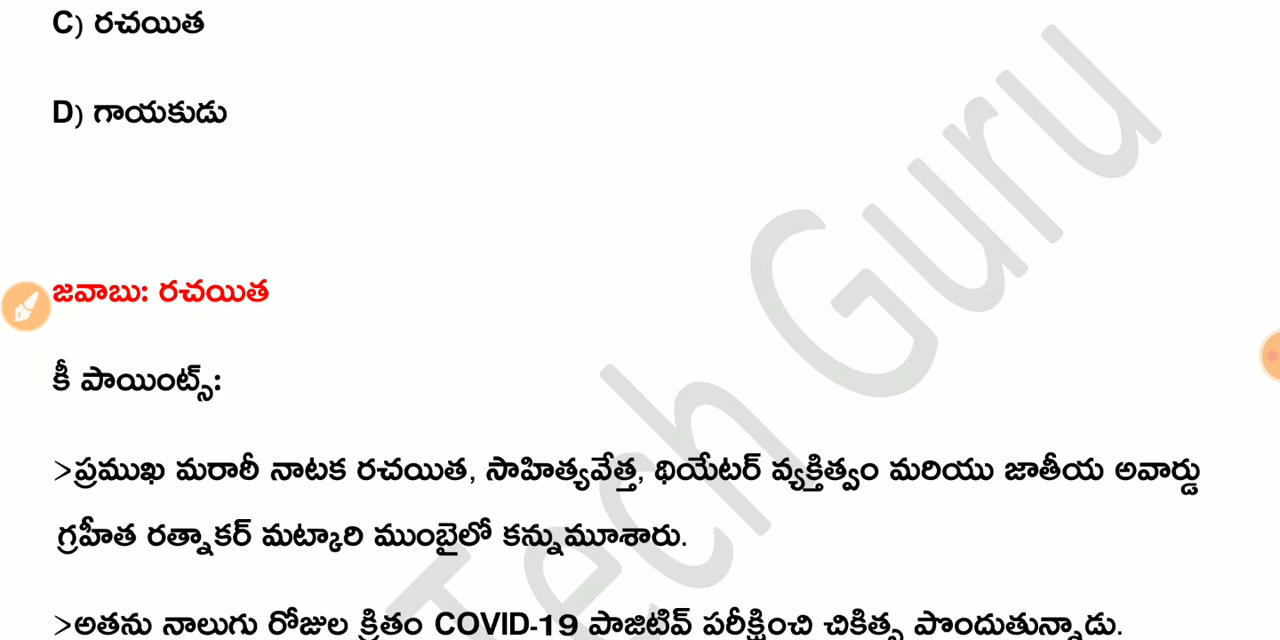 C) రచయిత
D) గాయకుడు
జవాబు: రచయిత
కీ పాయింట్స్:
>ప్రముఖ మరాఠీ నాటక రచయిత, సాహిత్యవేత్త, థియేటర్ వ్యక్తిత్వం మరియు జాతీయ అవార్డు
గ్రహీత రత్నాకర్ మట్కారి ముంబైలో కన్నుమూశారు.
>అతను నాలుగు రోజుల క్రితం COVID-19 పాజిటివ్ పరీక్షించి చికిత్స పొందుతున్నాడు.
Tech Guru